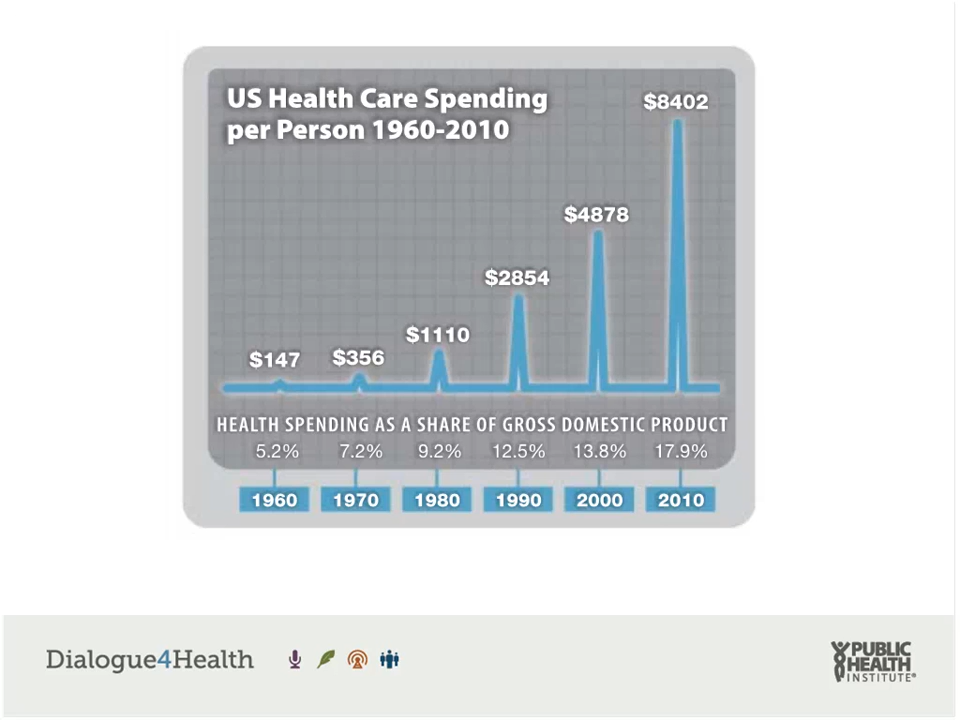 US Health Care Spending
per Person 1960-2010
$8402
$4878
$2854
$1110
$147
$356
HEALTH SPENDING AS A SHARE OF GROSS DOMESTIC PRODUCT
5.2% 7.2% 9.2% 12.5% 13.8% 17.9%
1960 1970 1980 1990 2000 2010
Dialogue4Health
PUBLIC
HEALTH
INSTITUTE®